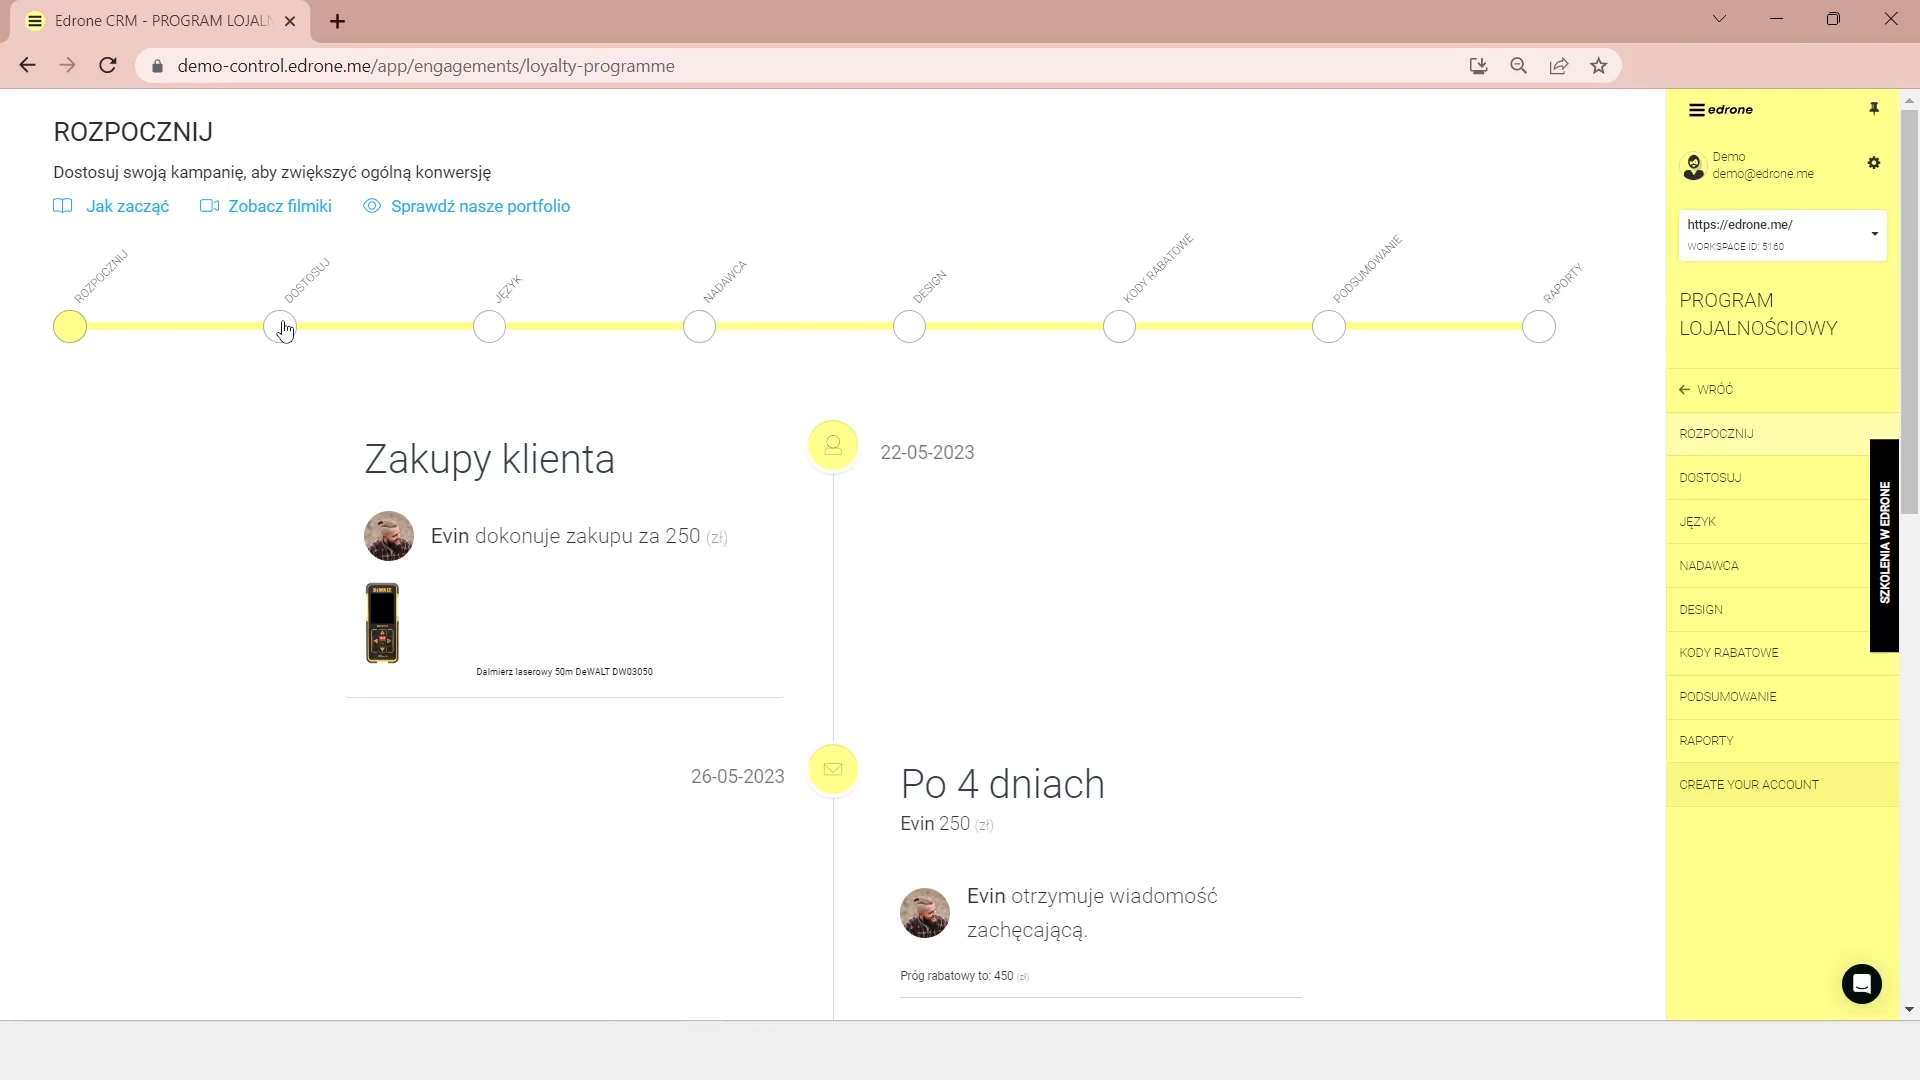 Edrone CRM - PROGRAM LOJALN
demo-control.edrone.me/app/engagements/loyalty-programme
ROZPOCZNIJ
Dostosuj swoją kampanię, aby zwiększyć ogólną konwersję
Jak zacząć
Zobacz filmiki
Sprawdź nasze portfolio
ROZPOCZNIJ
DOSTOSUJ
JĘZYK
NADAWCA
DESIGN
KODY RABATOWE
PODSUMOWANIE
RAPORTY
Zakupy klienta
22-05-2023
Evin dokonuje zakupu za 250 (zł)
DEWALT
Dalmierz laserowy 50m DeWALT DW03050
26-05-2023
Po 4 dniach
Evin 250 (zł)
Evin otrzymuje wiadomość
zachęcającą.
Próg rabatowy to: 450 (zł)
edrone
Demo
demo@edrone.me
https://edrone.me/
WORKSPACE ID: 5160
PROGRAM
LOJALNOŚCIOWY
WRÓĆ
ROZPOCZNIJ
DOSTOSUJ
JĘZYK
NADAWCA
DESIGN
KODY RABATOWE
PODSUMOWANIE
RAPORTY
CREATE YOUR ACCOUNT
SZKOLENIA W EDRONE